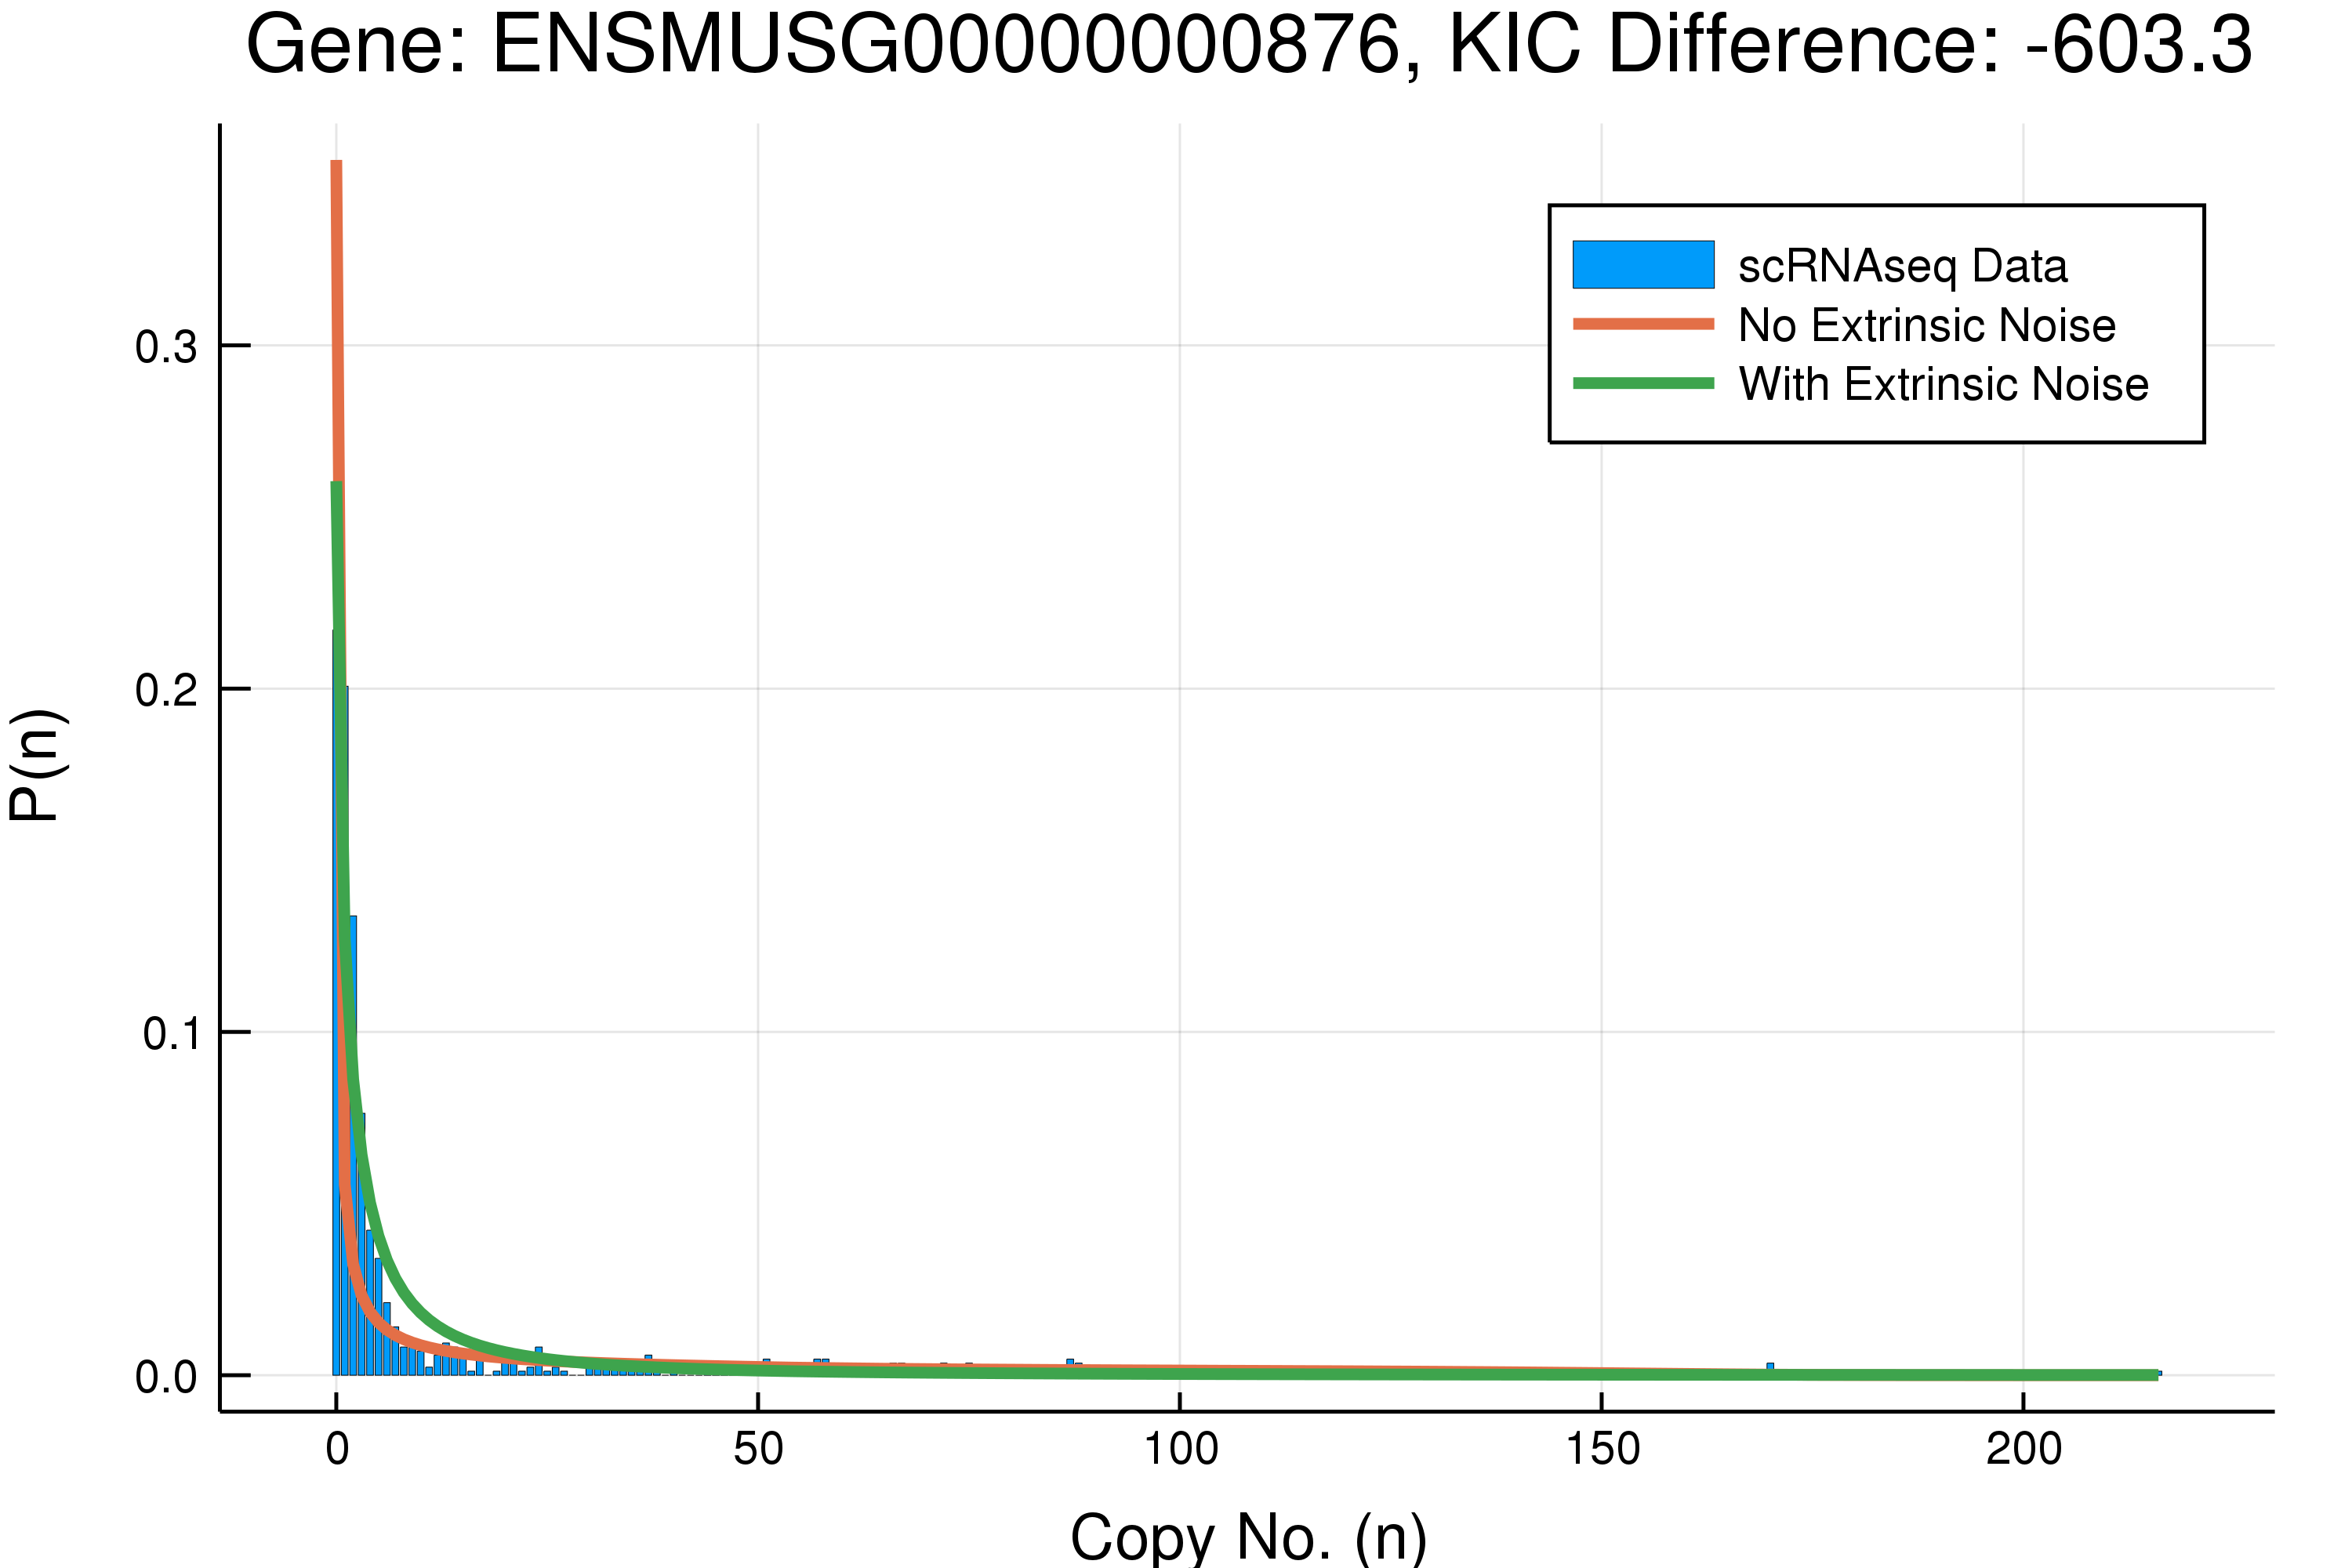 Gene: ENSMUSG00000000876, KIC Difference: -603.3
scRNAseq Data
No Extrinsic Noise
With Extrinsic Noise
P(n)
0.3
0.2
0.1
0.0
0 50 100 150 200
Copy No. (n)